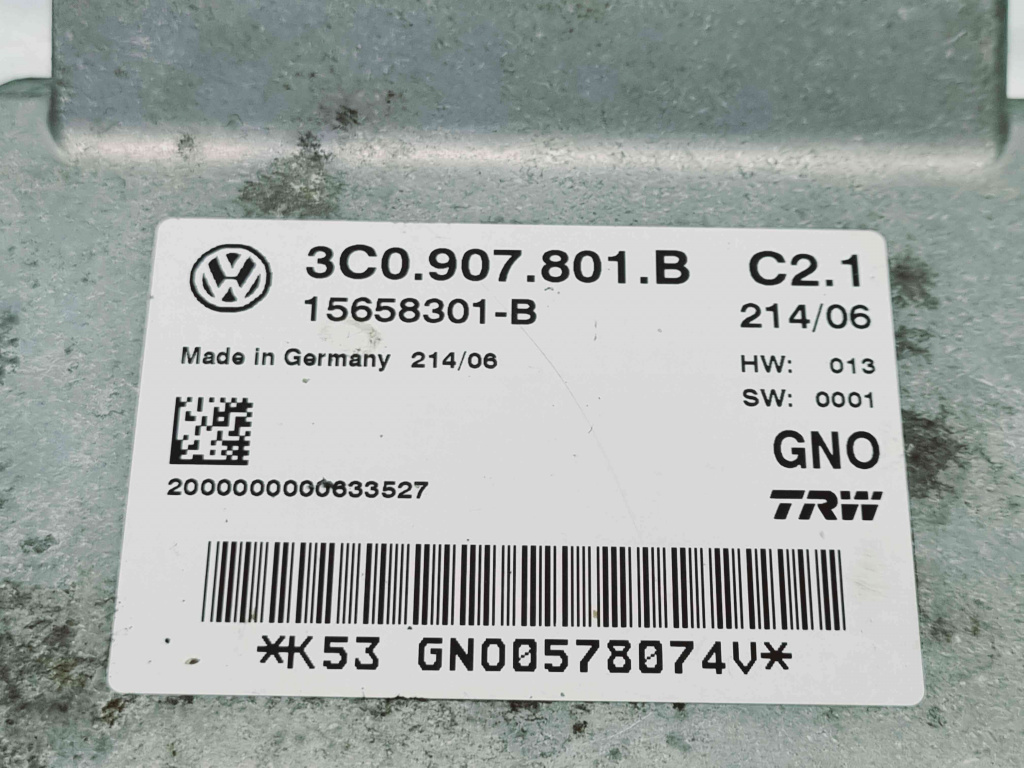 3C0.907.801.B C2.1
15658301-B 214/06
Made in Germany 214/06
HW: 013
SW: 0001
GNO
TRW
2000000000633527
*K53 GNO0578074V*